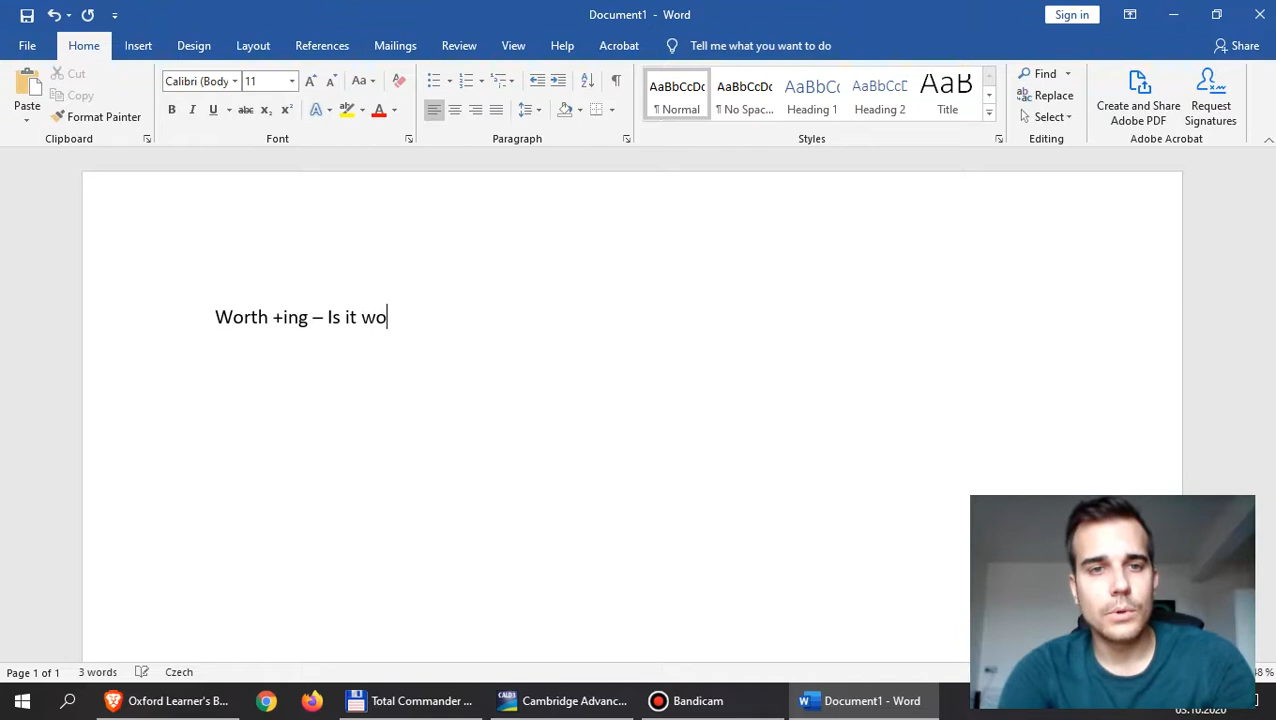 Document1 - Word
Sign in
File Home Insert Design Layout References Mailings Review View Help Acrobat Tell me what you want to do Share
Paste
Cut
Copy
Format Painter
Clipboard
Calibri (Body 11
Font
Paragraph
AaBbCcDc AaBbCcDc AaBbCc AaBbCcD AaB
¶ Normal ¶ No Spac... Heading 1 Heading 2 Title
Styles
Find
Replace
Select
Editing
Create and Share Adobe PDF
Request Signatures
Adobe Acrobat
Worth +ing – Is it wo
Page 1 of 1 3 words Czech
Oxford Learner's B... Total Commander ... Cambridge Advanc... Bandicam Document1 - Word